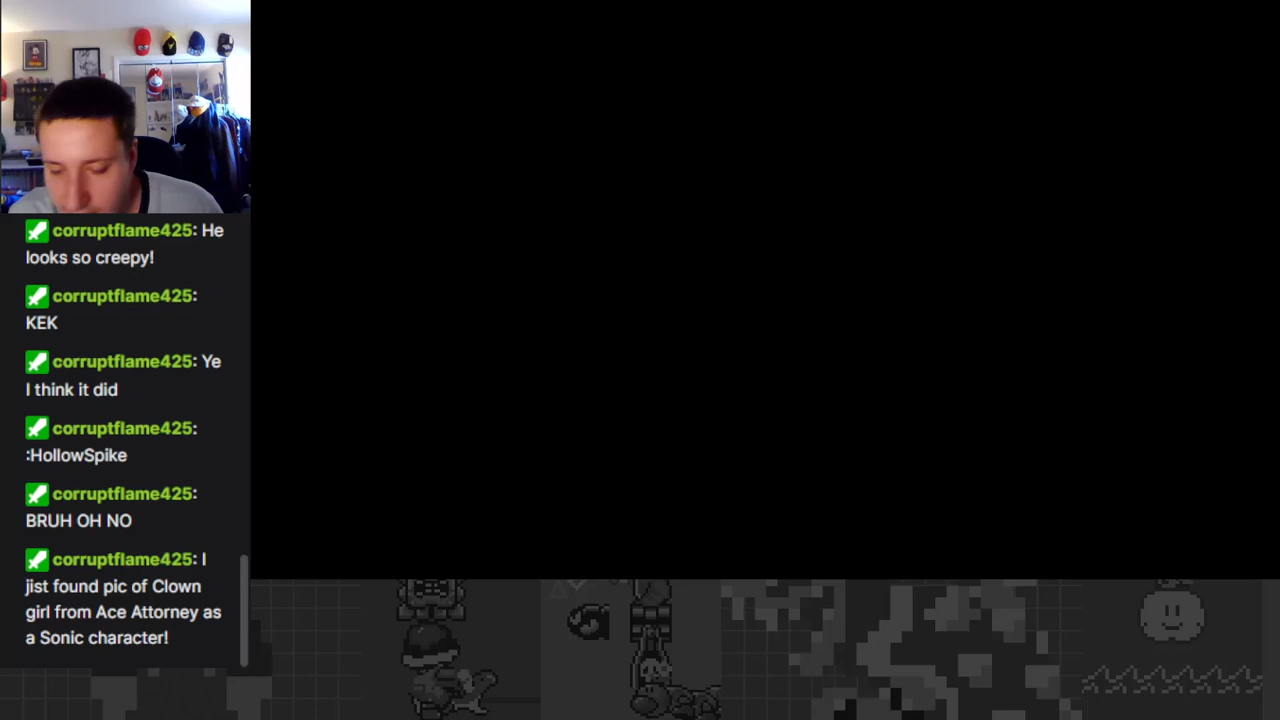 corruptflame425: He
looks so creepy!
corruptflame425:
KEK
corruptflame425: Ye
I think it did
corruptflame425:
:HollowSpike
corruptflame425:
BRUH OH NO
corruptflame425: I
jist found pic of Clown
girl from Ace Attorney as
a Sonic character!